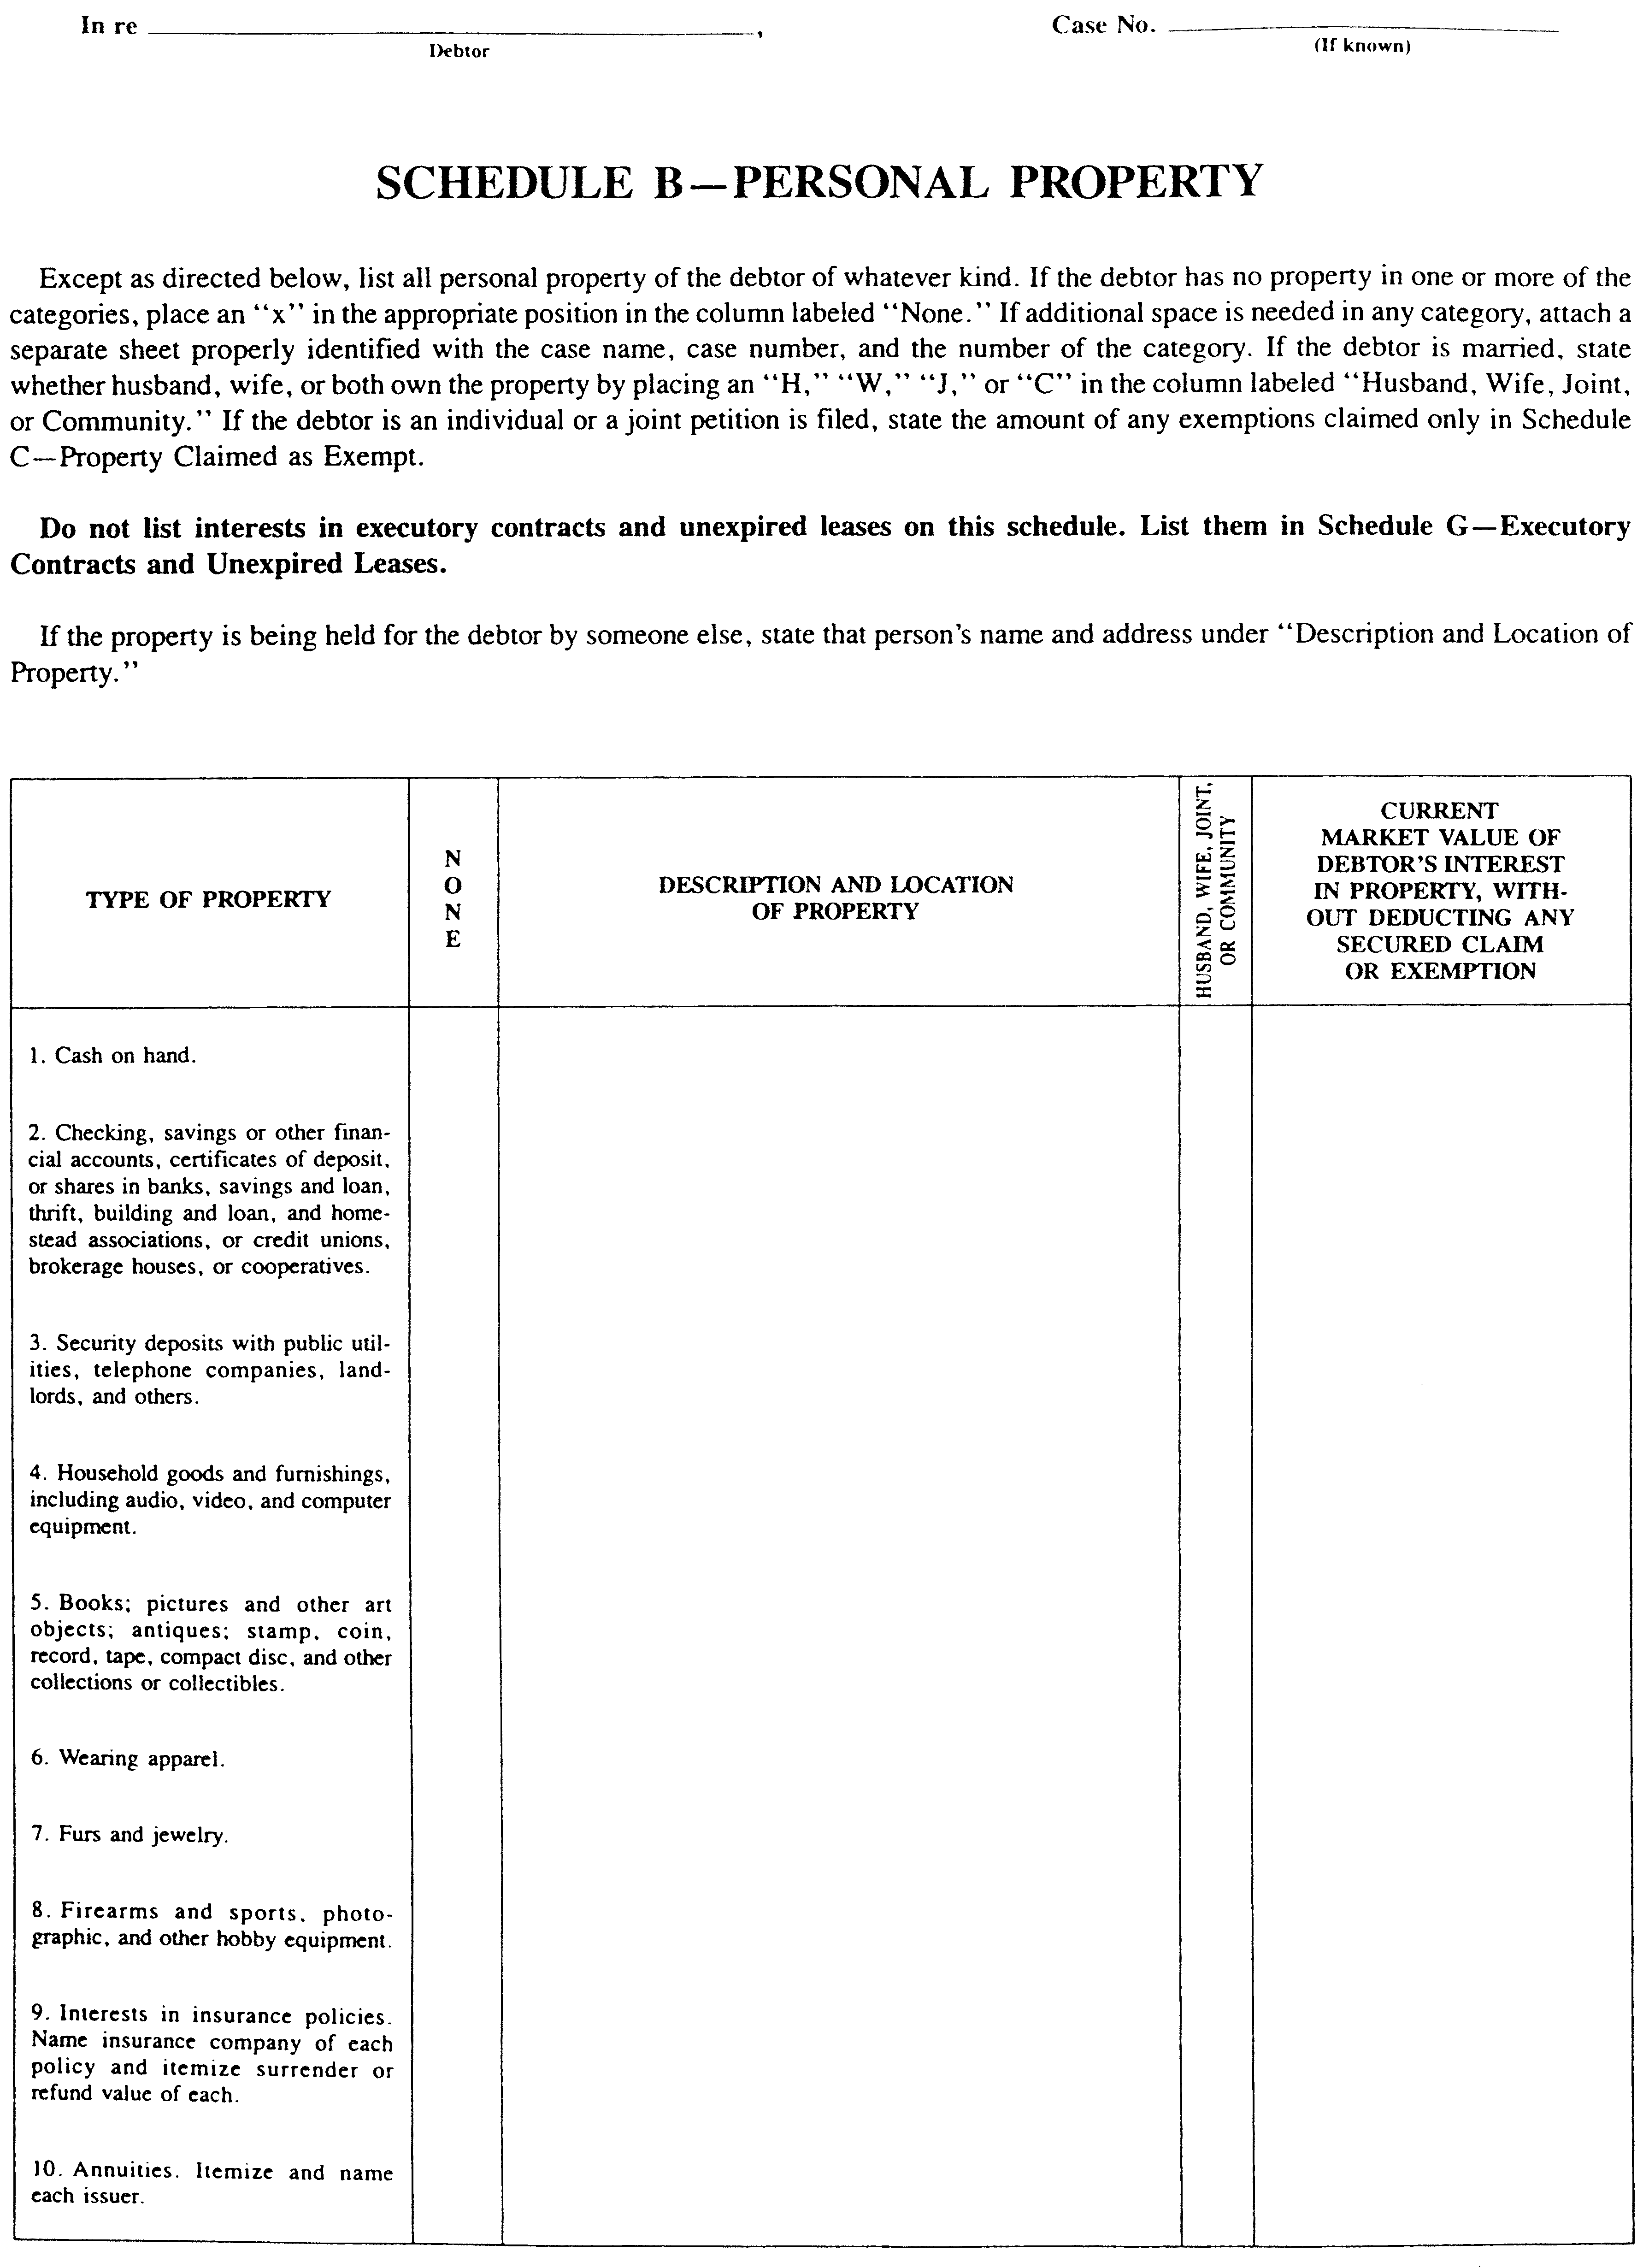 In re ,
Case No.
Debtor
(If known)
SCHEDULE B—PERSONAL PROPERTY
Except as directed below, list all personal property of the debtor of whatever kind. If the debtor has no property in one or more of the
categories, place an “x” in the appropriate position in the column labeled “None.” If additional space is needed in any category, attach a
separate sheet properly identified with the case name, case number, and the number of the category. If the debtor is married, state
whether husband, wife, or both own the property by placing an “H,” “W,” “J,” or “C” in the column labeled “Husband, Wife, Joint,
or Community.” If the debtor is an individual or a joint petition is filed, state the amount of any exemptions claimed only in Schedule
C—Property Claimed as Exempt.
Do not list interests in executory contracts and unexpired leases on this schedule. List them in Schedule G—Executory
Contracts and Unexpired Leases.
If the property is being held for the debtor by someone else, state that person’s name and address under “Description and Location of
Property.”
TYPE OF PROPERTY
N
O
N
E
DESCRIPTION AND LOCATION
OF PROPERTY
HUSBAND, WIFE, JOINT,
OR COMMUNITY
CURRENT
MARKET VALUE OF
DEBTOR’S INTEREST
IN PROPERTY, WITH-
OUT DEDUCTING ANY
SECURED CLAIM
OR EXEMPTION
1. Cash on hand.
2. Checking, savings or other finan-
cial accounts, certificates of deposit,
or shares in banks, savings and loan,
thrift, building and loan, and home-
stead associations, or credit unions,
brokerage houses, or cooperatives.
3. Security deposits with public util-
ities, telephone companies, land-
lords, and others.
4. Household goods and furnishings,
including audio, video, and computer
equipment.
5. Books; pictures and other art
objects; antiques; stamp, coin,
record, tape, compact disc, and other
collections or collectibles.
6. Wearing apparel.
7. Furs and jewelry.
8. Firearms and sports, photo-
graphic, and other hobby equipment.
9. Interests in insurance policies.
Name insurance company of each
policy and itemize surrender or
refund value of each.
10. Annuities. Itemize and name
each issuer.